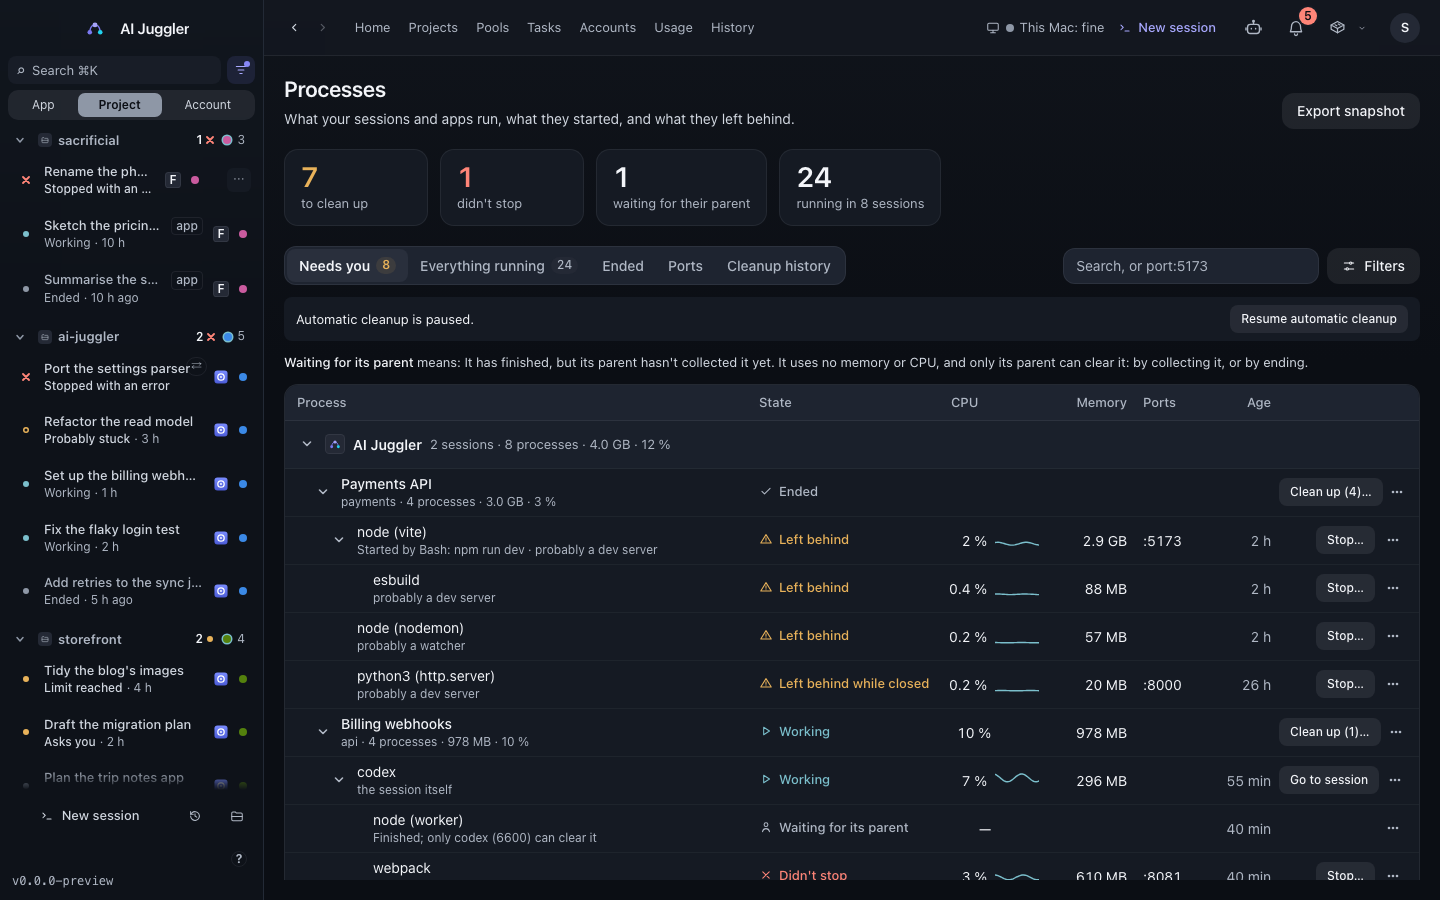 AI Juggler
Search ⌘K
App Project Account
sacrificial 1 3
Rename the ph...
Stopped with an ... F
Sketch the pricin... app
Working · 10 h F
Summarise the s... app
Ended · 10 h ago F
ai-juggler 2 5
Port the settings parser
Stopped with an error
Refactor the read model
Probably stuck · 3 h
Set up the billing webh...
Working · 1 h
Fix the flaky login test
Working · 2 h
Add retries to the sync j...
Ended · 5 h ago
storefront 2 4
Tidy the blog's images
Limit reached · 4 h
Draft the migration plan
Asks you · 2 h
Plan the trip notes app
New session
?
v0.0.0-preview
Home Projects Pools Tasks Accounts Usage History
This Mac: fine New session 5 S
Processes
What your sessions and apps run, what they started, and what they left behind.
Export snapshot
7
to clean up
1
didn't stop
1
waiting for their parent
24
running in 8 sessions
Needs you 8 Everything running 24 Ended Ports Cleanup history
Search, or port:5173 Filters
Automatic cleanup is paused. Resume automatic cleanup
Waiting for its parent means: It has finished, but its parent hasn't collected it yet. It uses no memory or CPU, and only its parent can clear it: by collecting it, or by ending.
Process State CPU Memory Ports Age
AI Juggler 2 sessions · 8 processes · 4.0 GB · 12 %
Payments API
payments · 4 processes · 3.0 GB · 3 % Ended Clean up (4)...
node (vite)
Started by Bash: npm run dev · probably a dev server Left behind 2 % 2.9 GB :5173 2 h Stop...
esbuild
probably a dev server Left behind 0.4 % 88 MB 2 h Stop...
node (nodemon)
probably a watcher Left behind 0.2 % 57 MB 2 h Stop...
python3 (http.server)
probably a dev server Left behind while closed 0.2 % 20 MB :8000 26 h Stop...
Billing webhooks
api · 4 processes · 978 MB · 10 % Working 10 % 978 MB Clean up (1)...
codex
the session itself Working 7 % 296 MB 55 min Go to session
node (worker)
Finished; only codex (6600) can clear it Waiting for its parent — 40 min
webpack
Didn't stop 3 % 610 MB :8081 40 min Stop...